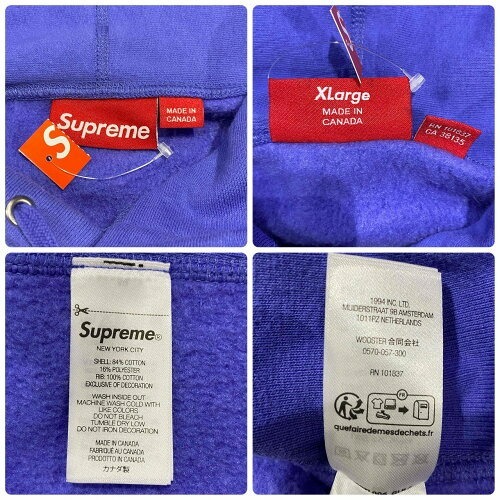 Supreme
MADE IN
CANADA
S
XLarge
MADE IN
CANADA
RN 101837
CA 36135
Supreme®
NEW YORK CITY
SHELL: 84% COTTON
16% POLYESTER
RIB: 100% COTTON
EXCLUSIVE OF DECORATION
WASH INSIDE OUT
MACHINE WASH COLD WITH
LIKE COLORS
DO NOT BLEACH
TUMBLE DRY LOW
DO NOT IRON DECORATION
MADE IN CANADA
FABRIQUÉ AU CANADA
PRODOTTO IN CANADA
カナダ製
1994 INC. LTD.
MUIDERSTRAAT 9B AMSTERDAM
1011PZ NETHERLANDS
WOOSTER 合同会社
0570-057-300
RN 101837
FR
quefairedemesdechets.fr